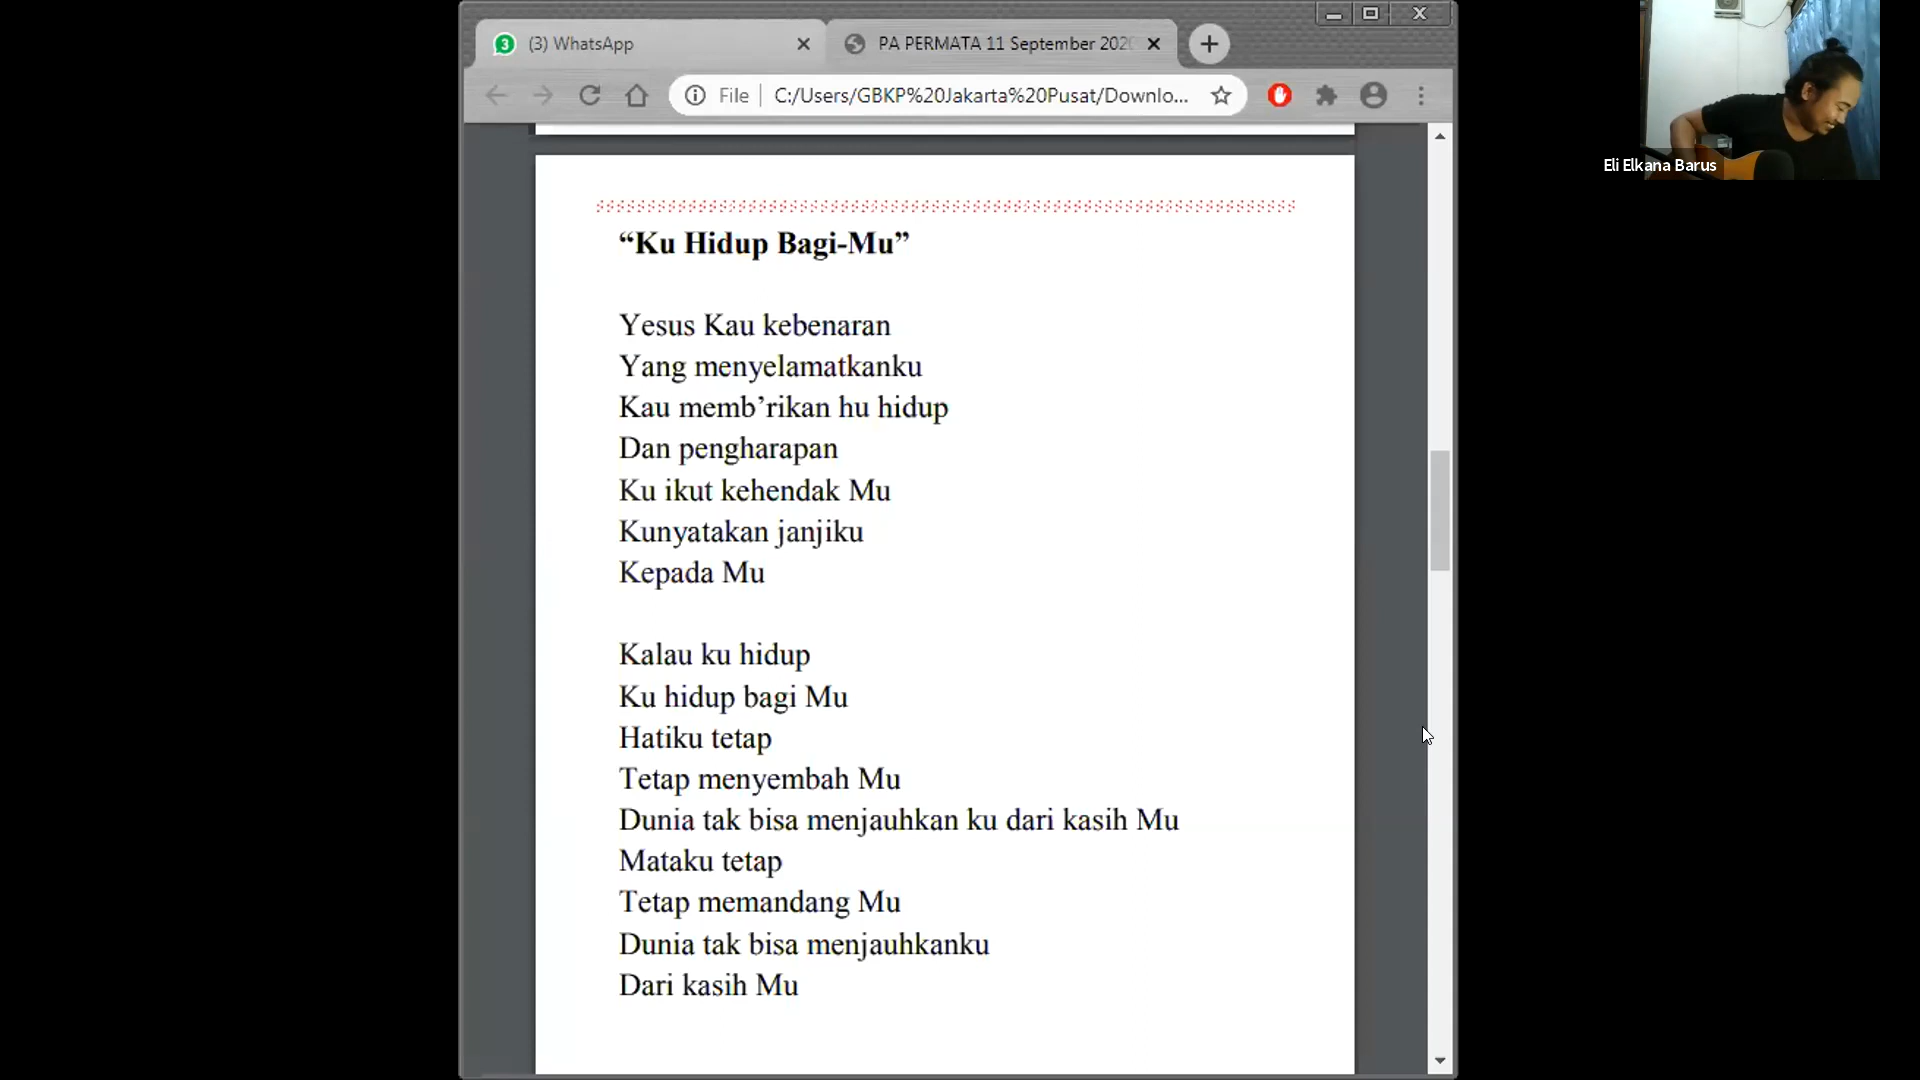 (3) WhatsApp
PA PERMATA 11 September 2020
File
C:/Users/GBKP%20Jakarta%20Pusat/Downlo...
Eli Elkana Barus
“Ku Hidup Bagi-Mu”
Yesus Kau kebenaran
Yang menyelamatkanku
Kau memb’rikan hu hidup
Dan pengharapan
Ku ikut kehendak Mu
Kunyatakan janjiku
Kepada Mu
Kalau ku hidup
Ku hidup bagi Mu
Hatiku tetap
Tetap menyembah Mu
Dunia tak bisa menjauhkan ku dari kasih Mu
Mataku tetap
Tetap memandang Mu
Dunia tak bisa menjauhkanku
Dari kasih Mu